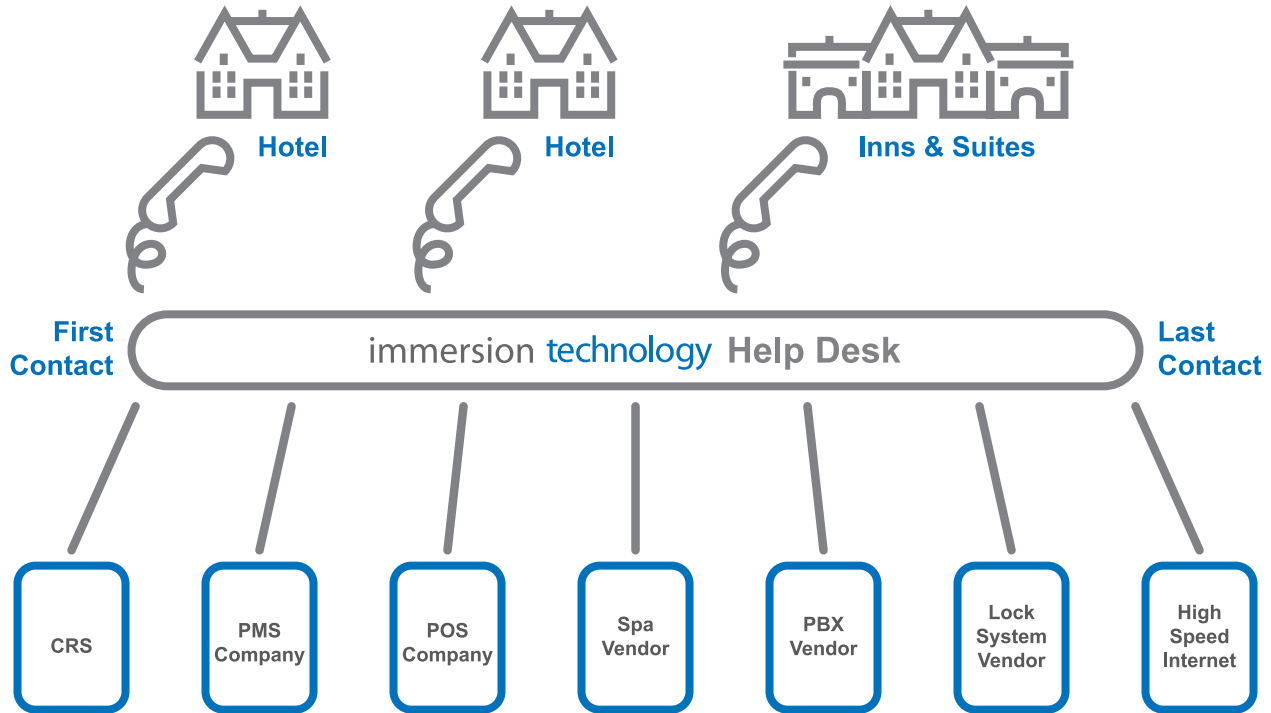 Hotel
Hotel
Inns & Suites
First
Contact
immersion technology Help Desk
Last
Contact
CRS
PMS
Company
POS
Company
Spa
Vendor
PBX
Vendor
Lock
System
Vendor
High
Speed
Internet